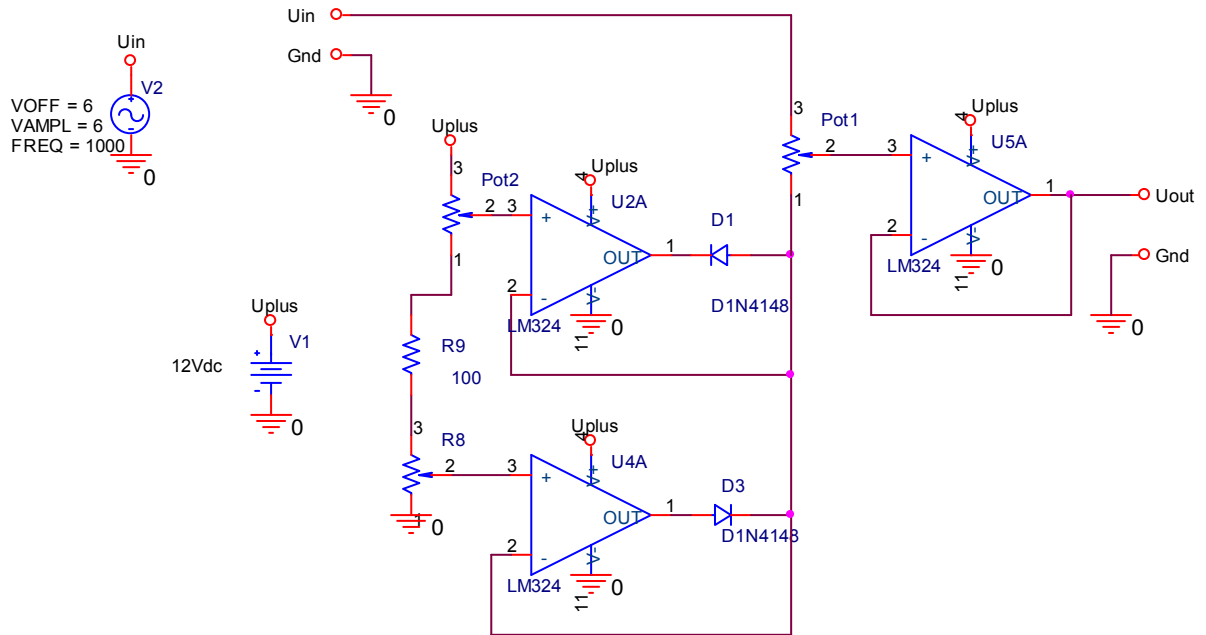 Uin
Gnd
0
Uin
V2
VOFF = 6
VAMPL = 6
FREQ = 1000
0
Uplus
3
Pot2
2
1
Uplus
4
U2A
3
+
V+
OUT
1
2
-
V-
LM324
11
0
D1
D1N4148
3
Pot1
2
1
Uplus
4
U5A
3
+
V+
OUT
1
2
-
V-
LM324
11
0
Uout
Gnd
0
Uplus
+
V1
12Vdc
-
0
R9
100
3
R8
2
1
0
Uplus
4
U4A
3
+
V+
OUT
1
2
-
V-
LM324
11
0
D3
D1N4148